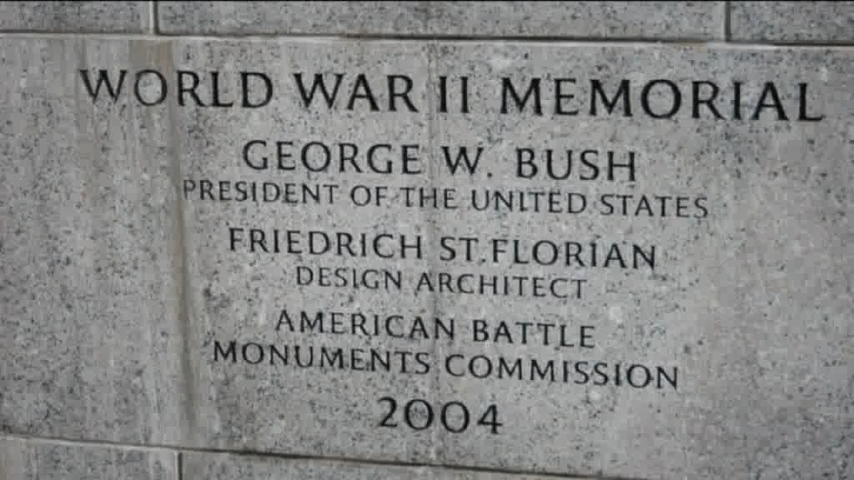 WORLD WAR II MEMORIAL
GEORGE W. BUSH
PRESIDENT OF THE UNITED STATES
FRIEDRICH ST.FLORIAN
DESIGN ARCHITECT
AMERICAN BATTLE
MONUMENTS COMMISSION
2004